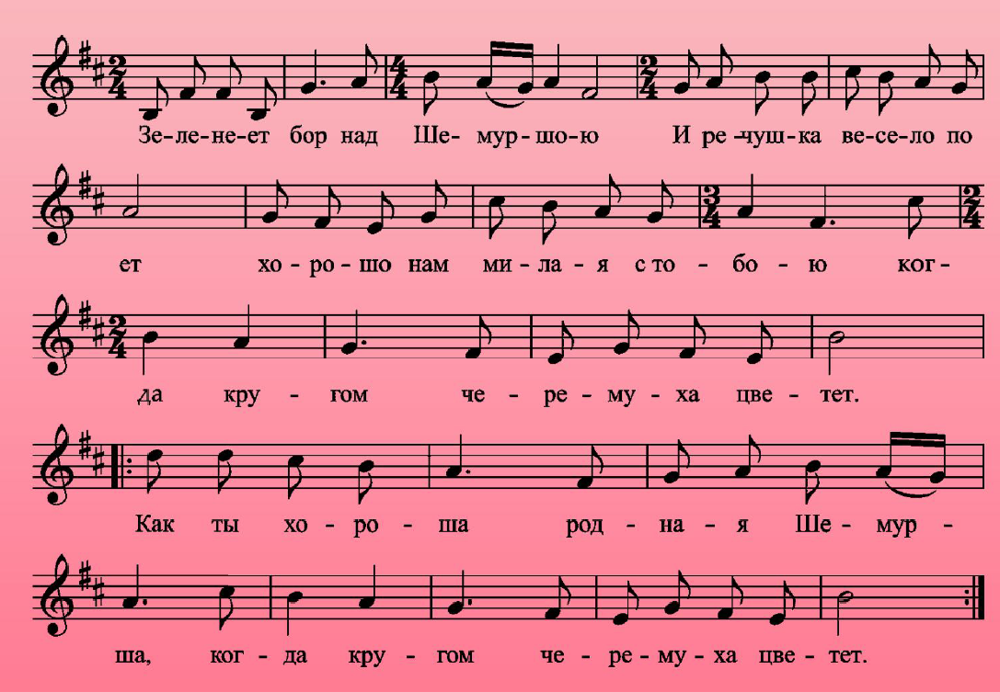 Зе-ле-не-ет бор над Ше- мур-шо-ю И ре-чуш-ка ве-се-ло по
ет хо-ро-шо нам ми-ла-я с то-бо-ю ког-
да кру-гом че-ре-му-ха цве-тет.
Как ты хо-ро-ша род-на-я Ше-мур-
ша, ког-да кру-гом че-ре-му-ха цве-тет.